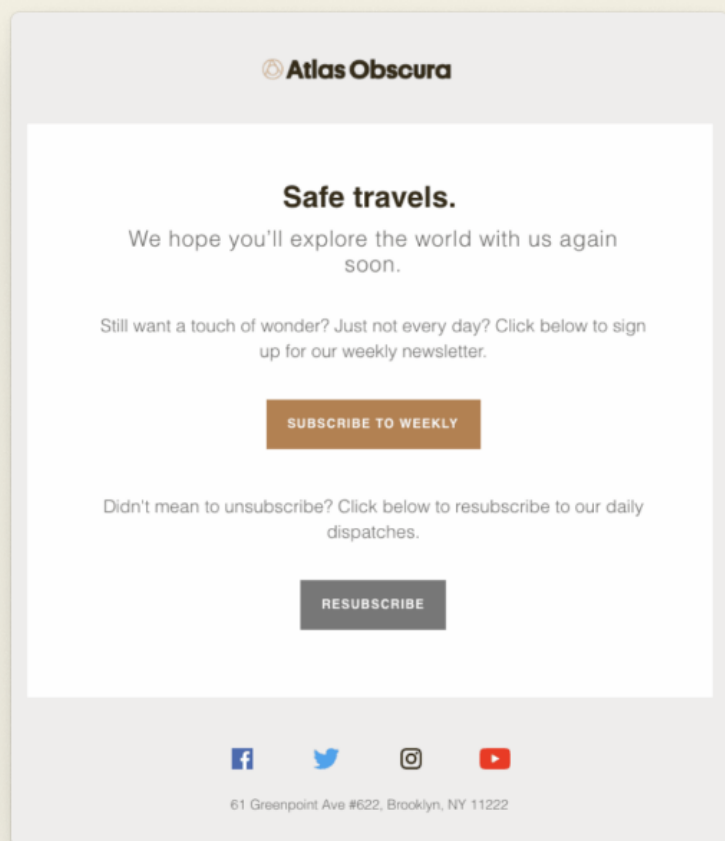 Atlas Obscura
Safe travels.
We hope you'll explore the world with us again
soon.
Still want a touch of wonder? Just not every day? Click below to sign
up for our weekly newsletter.
SUBSCRIBE TO WEEKLY
Didn't mean to unsubscribe? Click below to resubscribe to our daily
dispatches.
RESUBSCRIBE
61 Greenpoint Ave #622, Brooklyn, NY 11222